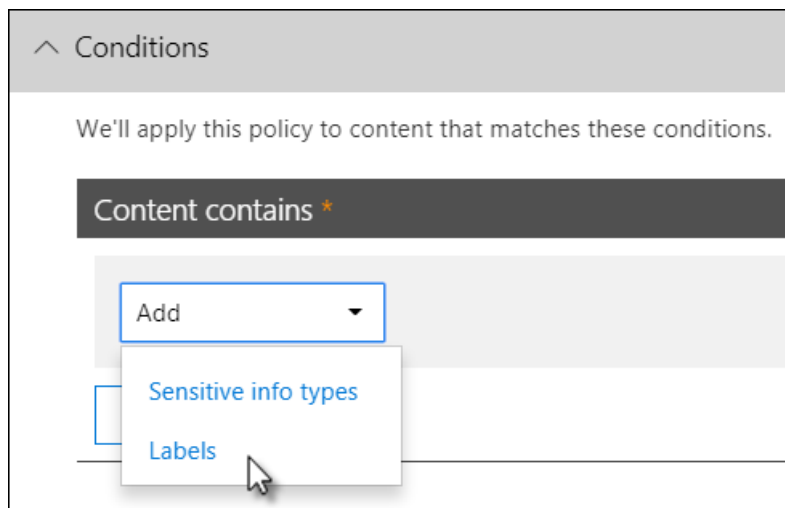 Conditions
We'll apply this policy to content that matches these conditions.
Content contains *
Add
Sensitive info types
Labels